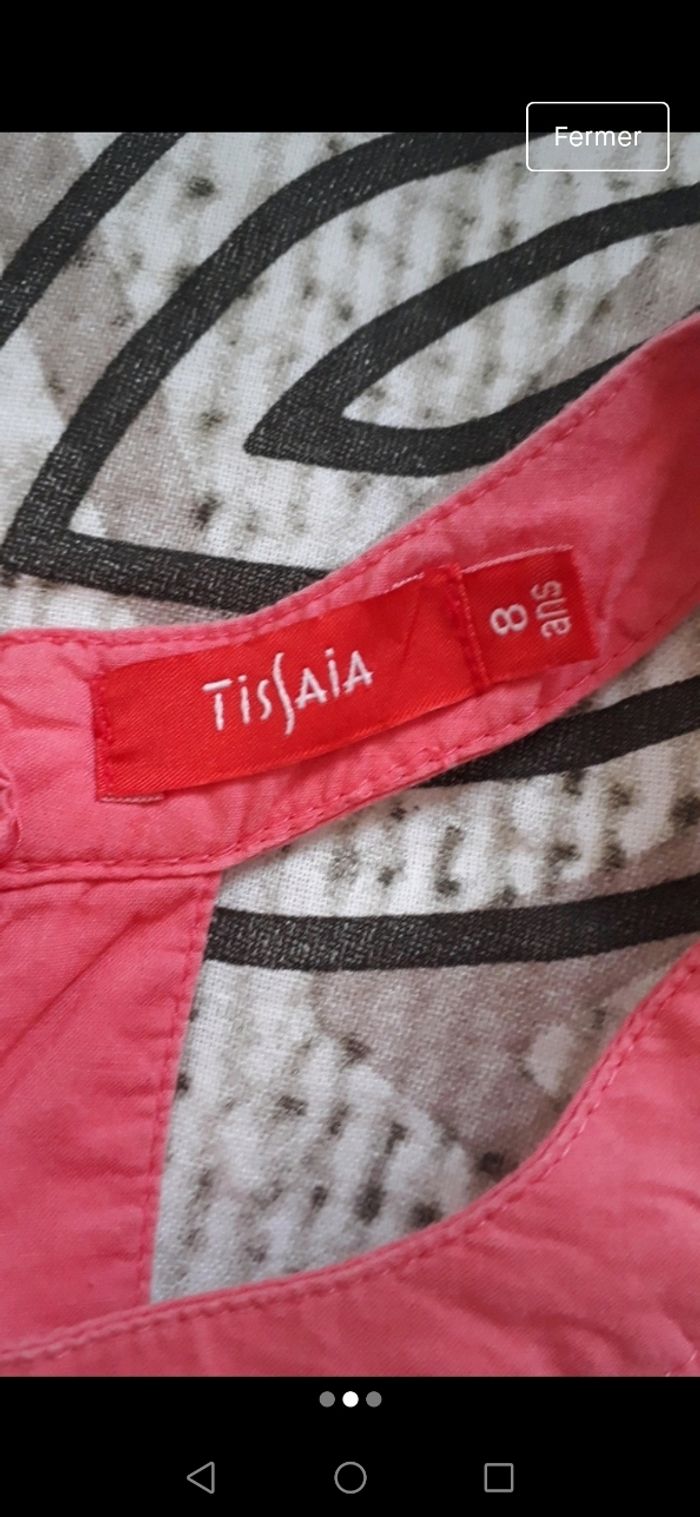 Fermer
TiSSAiA
8
ans